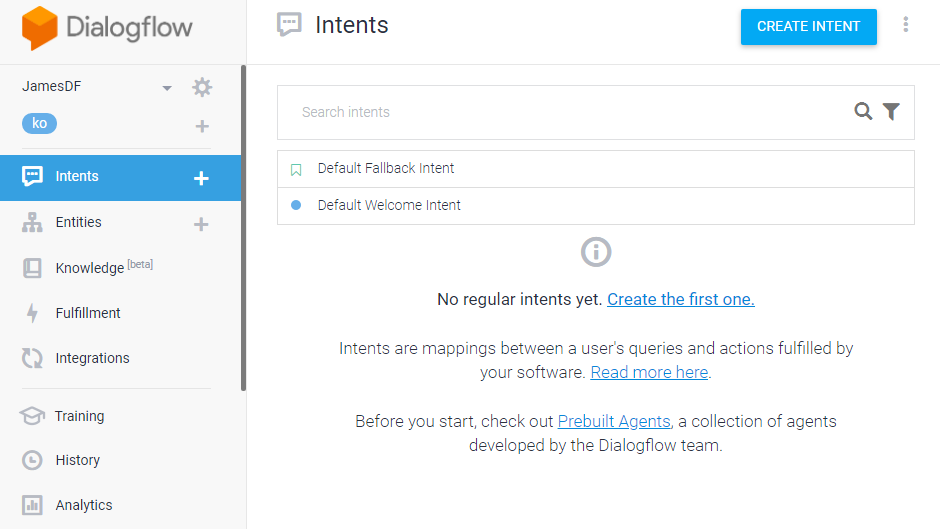 Dialogflow
JamesDF
ko
Intents
Entities
Knowledge [beta]
Fulfillment
Integrations
Training
History
Analytics
Intents
CREATE INTENT
Search intents
Default Fallback Intent
Default Welcome Intent
No regular intents yet. Create the first one.
Intents are mappings between a user's queries and actions fulfilled by
your software. Read more here.
Before you start, check out Prebuilt Agents, a collection of agents
developed by the Dialogflow team.